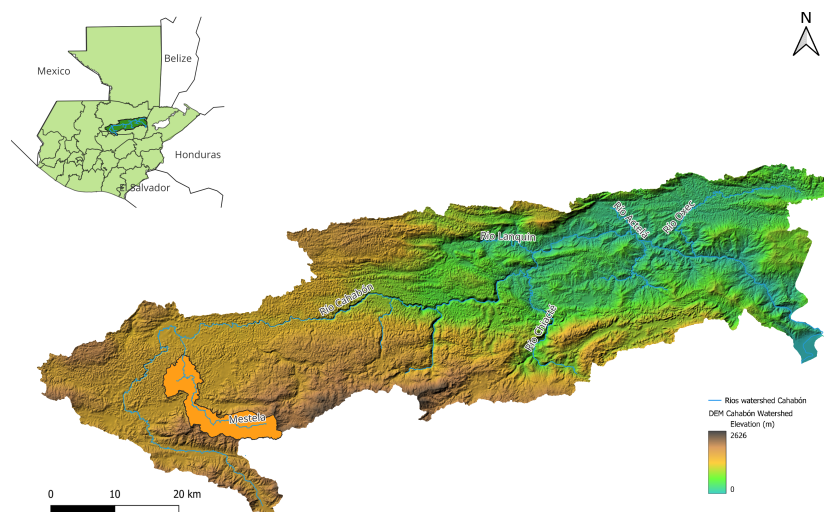 N
Mexico
Belize
Honduras
El Salvador
Río Lanquín
Río Actelá
Río Oxec
Río Cahabón
Río Chiacté
Mestela
Ríos watershed Cahabón
DEM Cahabón Watershed
Elevation (m)
2626
0
0 10 20 km